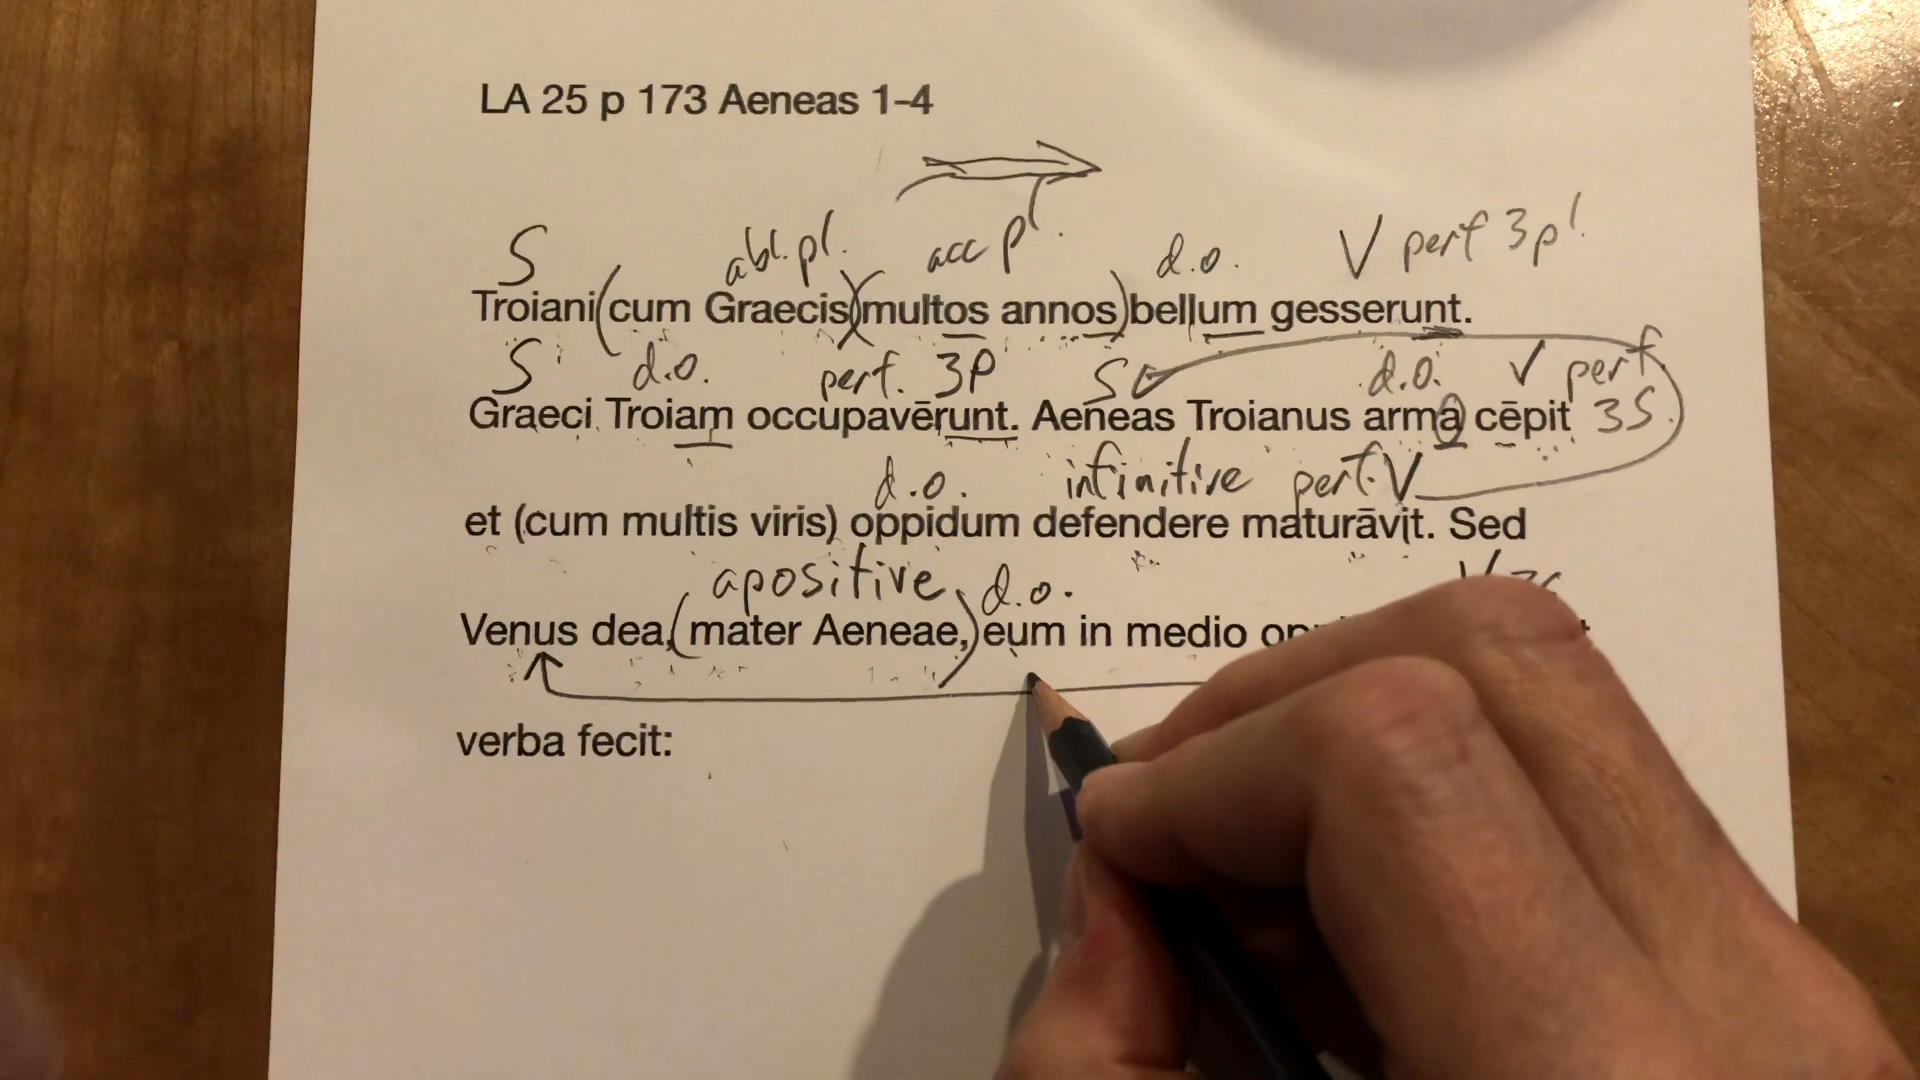 LA 25 p 173 Aeneas 1-4
S abl. pl. acc pl. d.o. V perf 3pl.
Troiani (cum Graecis) (multos annos) bellum gesserunt.
S d.o. perf. 3P S d.o. V perf
Graeci Troiam occupavērunt. Aeneas Troianus arma cēpit 3S.
d.o. infinitive perf. V
et (cum multis viris) oppidum defendere maturāvit. Sed
apositive d.o. V
Venus dea, (mater Aeneae,) eum in medio
verba fecit: